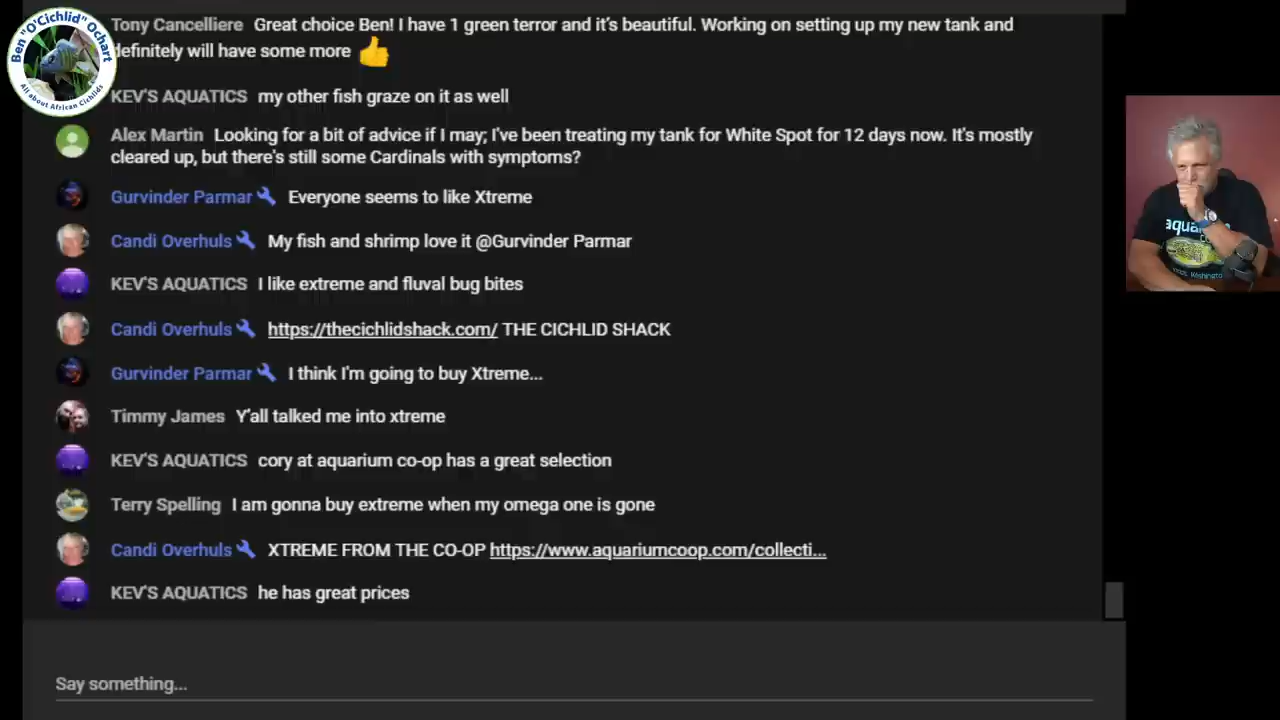 Ben "O'Cichlid" Ochart
All about African Cichlids
Tony Cancelliere Great choice Ben! I have 1 green terror and it's beautiful. Working on setting up my new tank and
definitely will have some more
KEV'S AQUATICS my other fish graze on it as well
Alex Martin Looking for a bit of advice if I may; I've been treating my tank for White Spot for 12 days now. It's mostly
cleared up, but there's still some Cardinals with symptoms?
Gurvinder Parmar Everyone seems to like Xtreme
Candi Overhuls My fish and shrimp love it @Gurvinder Parmar
KEV'S AQUATICS I like extreme and fluval bug bites
Candi Overhuls https://thecichlidshack.com/ THE CICHLID SHACK
Gurvinder Parmar I think I'm going to buy Xtreme...
Timmy James Y'all talked me into xtreme
KEV'S AQUATICS cory at aquarium co-op has a great selection
Terry Spelling I am gonna buy extreme when my omega one is gone
Candi Overhuls XTREME FROM THE CO-OP https://www.aquariumcoop.com/collecti...
KEV'S AQUATICS he has great prices
Say something...